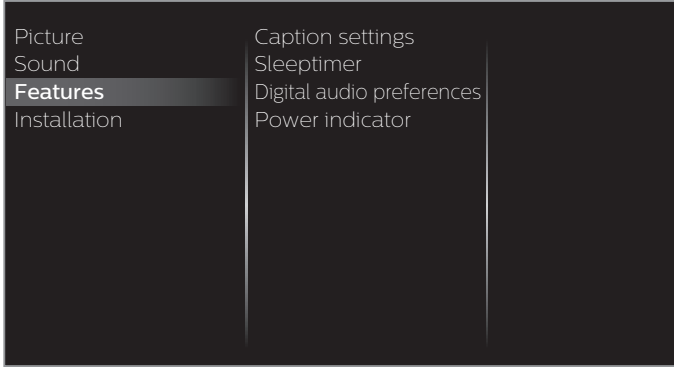 Picture
Sound
Features
Installation
Caption settings
Sleeptimer
Digital audio preferences
Power indicator